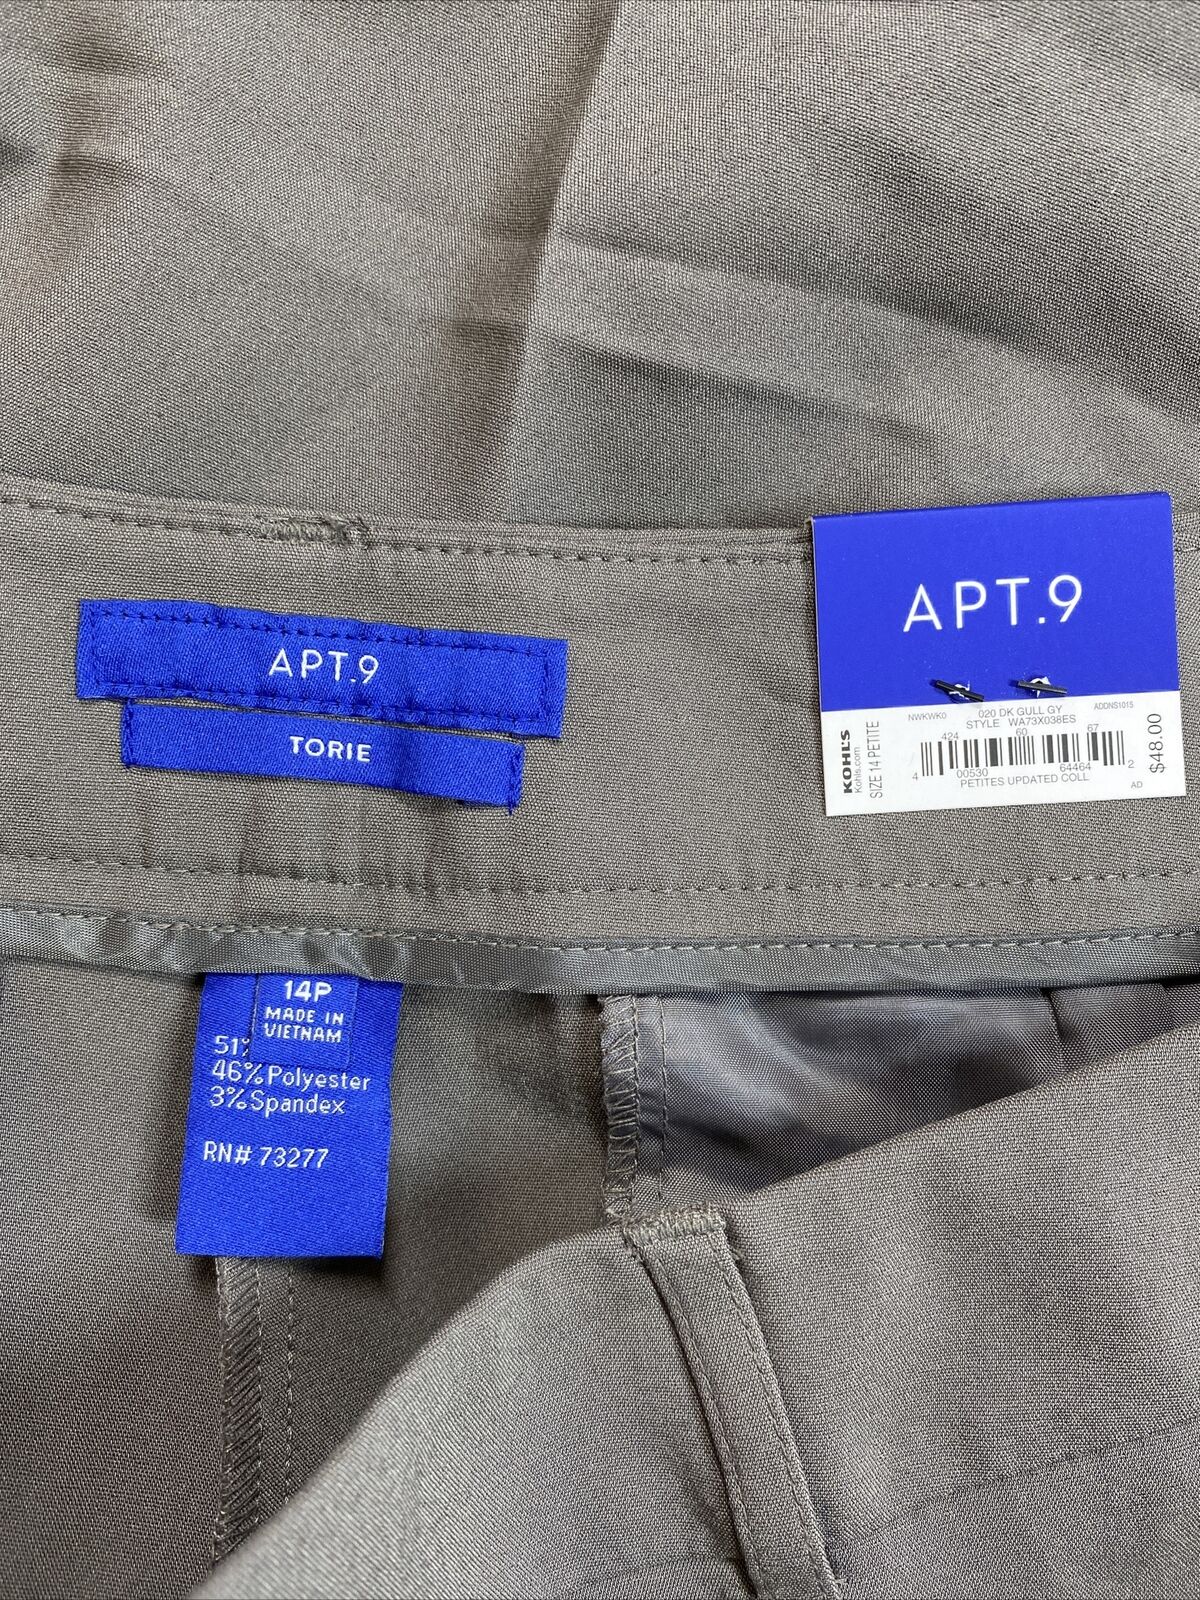 APT.9
TORIE
APT.9
NWKWK0
020 DK GULL GY
ADDNS1015
STYLE WA73X038ES
424
60
67
4
00530
64464
2
PETITES UPDATED COLL
AD
KOHL'S
Kohls.com
SIZE 14 PETITE
$48.00
14P
MADE IN
VIETNAM
51%
46% Polyester
3% Spandex
RN# 73277